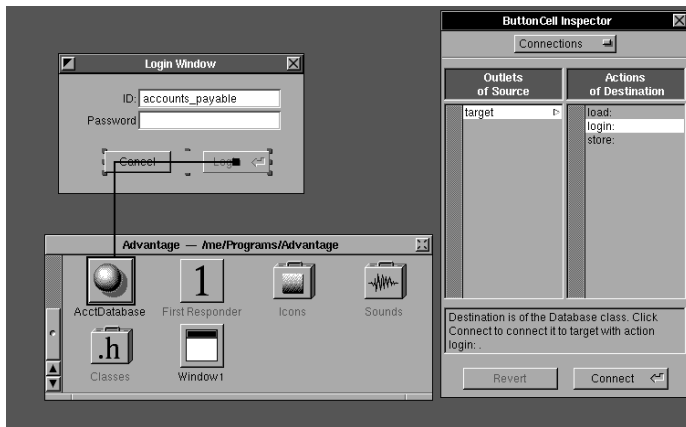 Login Window
ID: accounts_payable
Password
Cancel
Login
Advantage — /me/Programs/Advantage
AcctDatabase
1
First Responder
Icons
Sounds
.h
Classes
Window1
ButtonCell Inspector
Connections
Outlets
of Source
Actions
of Destination
target
load:
login:
store:
Destination is of the Database class. Click
Connect to connect it to target with action
login: .
Revert
Connect